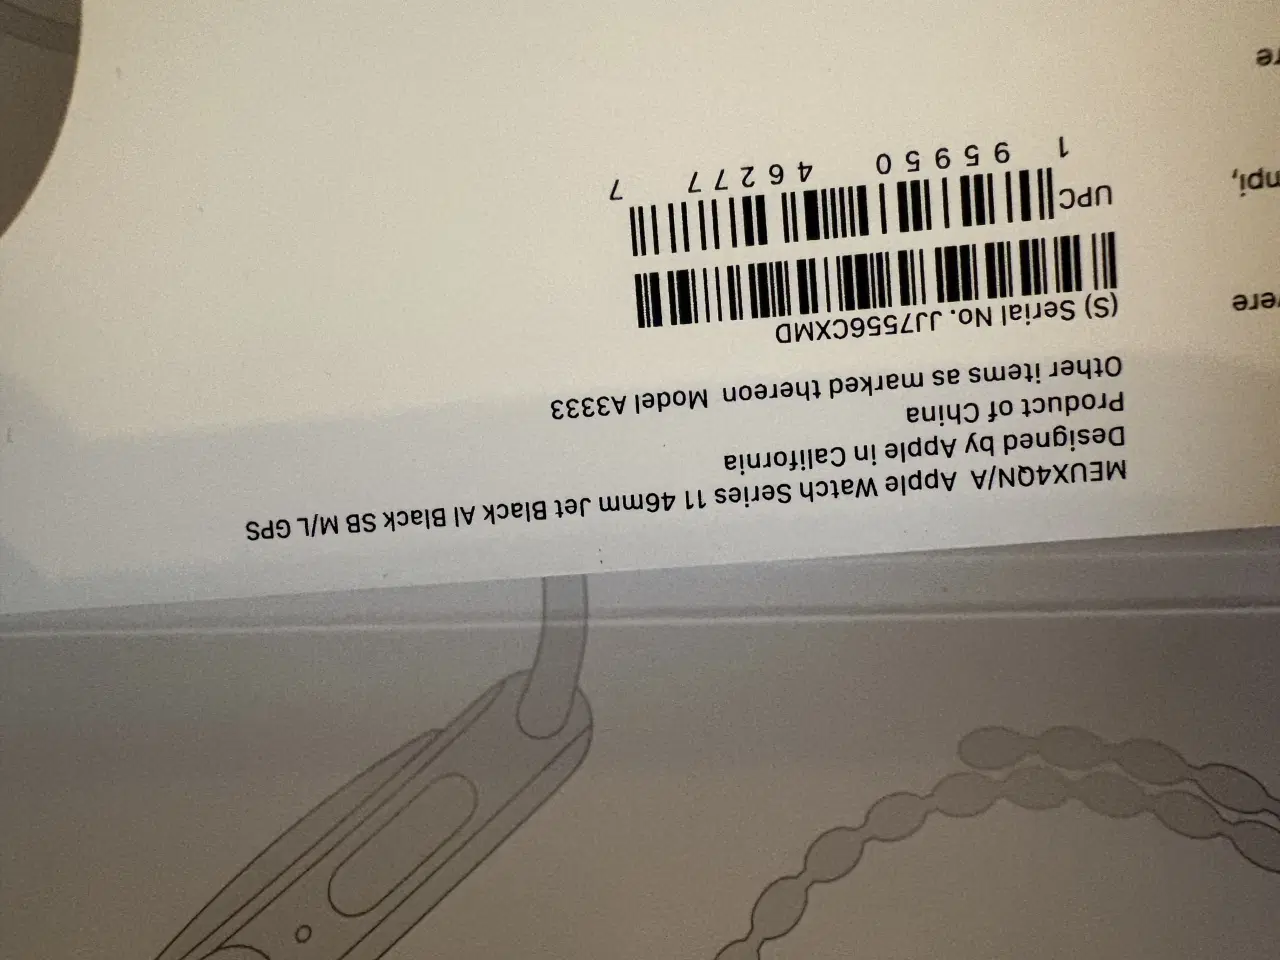 MEUX4QN/A Apple Watch Series 11 46mm Jet Black Al Black SB M/L GPS
Designed by Apple in California
Product of China
Other items as marked thereon Model A3333
(S) Serial No. JJ7556CXMD
UPC
1 95950 46277 7